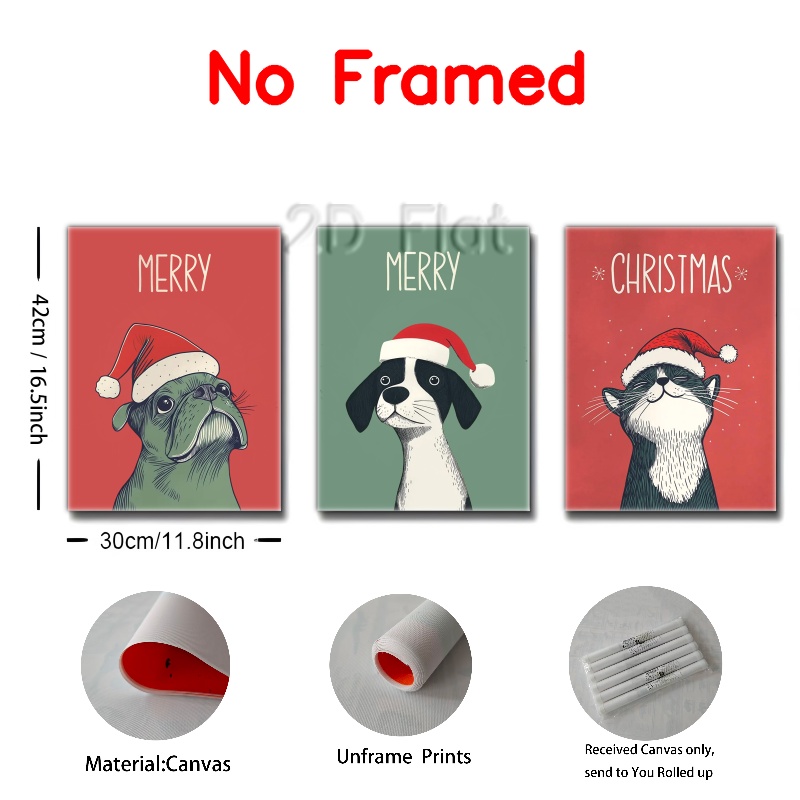 No Framed
2D Flat
MERRY
MERRY
CHRISTMAS
42cm / 16.5inch
30cm/11.8inch
Material:Canvas
Unframe Prints
Received Canvas only,
send to You Rolled up